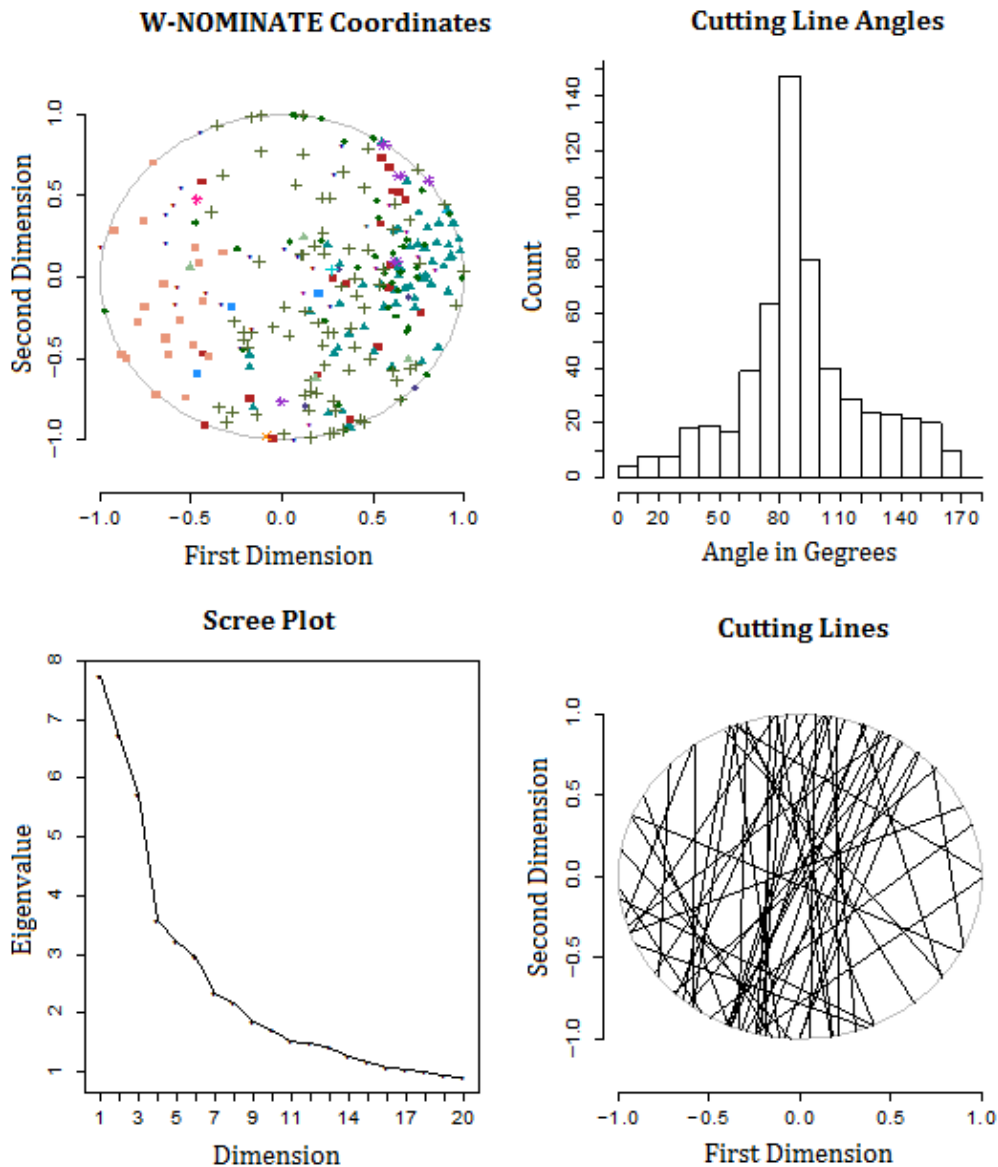 W-NOMINATE Coordinates
Second Dimension
1.0
0.5
0.0
−0.5
−1.0
−1.0 −0.5 0.0 0.5 1.0
First Dimension
Cutting Line Angles
Count
140
120
100
80
60
40
20
0
0 20 50 80 110 140 170
Angle in Gegrees
Scree Plot
Eigenvalue
8
7
6
5
4
3
2
1
1 3 5 7 9 11 14 17 20
Dimension
Cutting Lines
Second Dimension
1.0
0.5
0.0
−0.5
−1.0
−1.0 −0.5 0.0 0.5 1.0
First Dimension